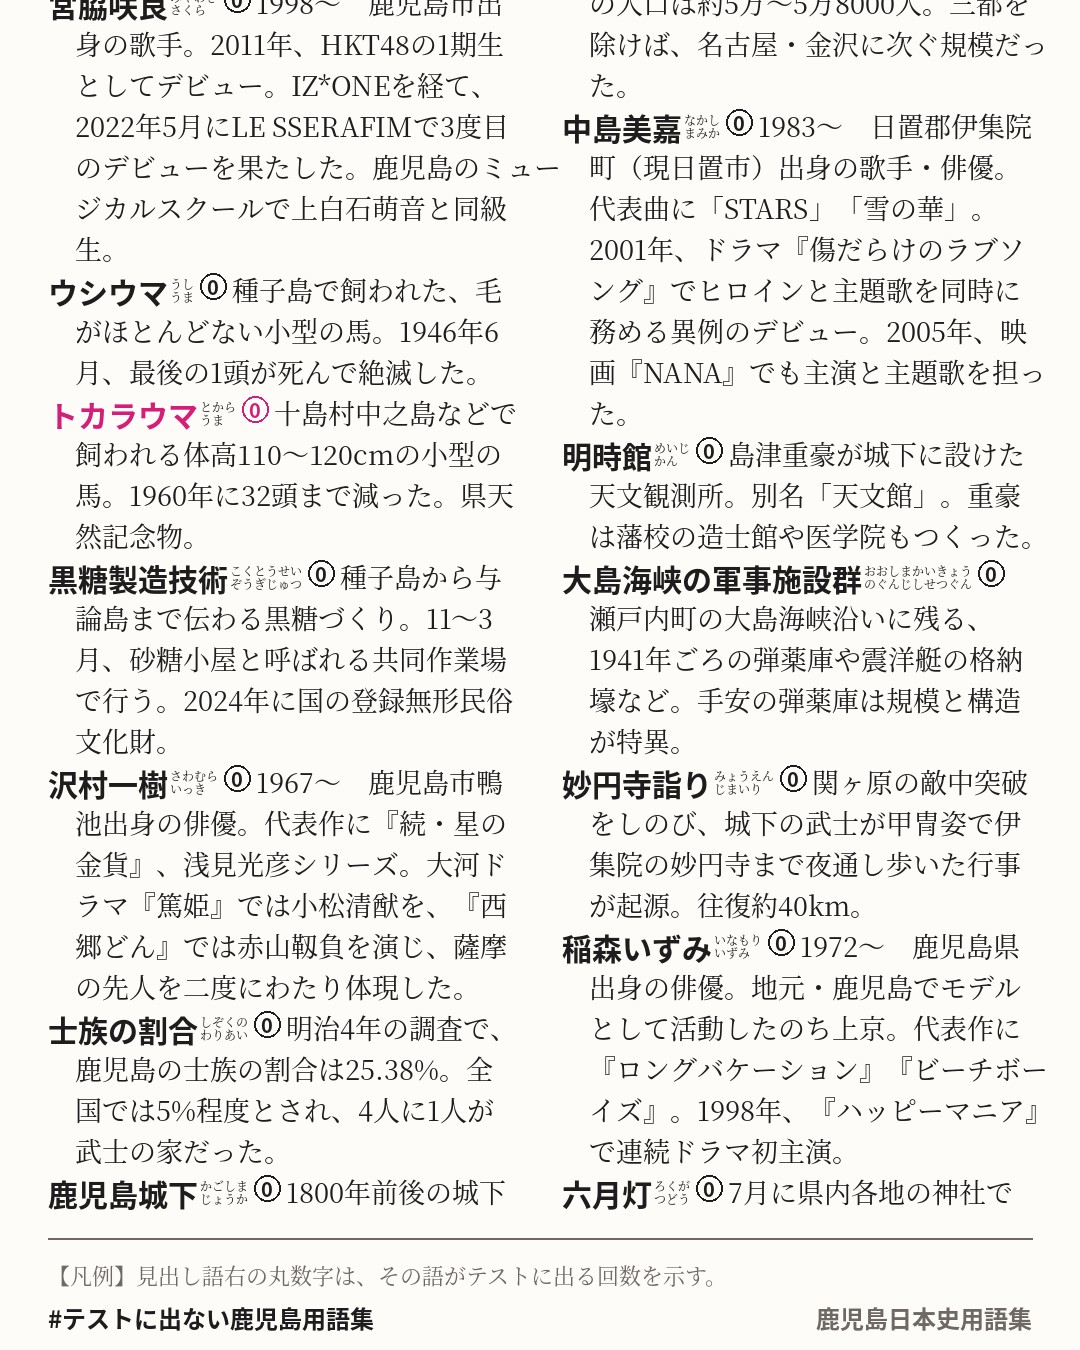 宮脇咲良 さくら ⓪ 1998〜　鹿児島市出
身の歌手。2011年、HKT48の1期生
としてデビュー。IZ*ONEを経て、
2022年5月にLE SSERAFIMで3度目
のデビューを果たした。鹿児島のミュー
ジカルスクールで上白石萌音と同級
生。
ウシウマ うしうま ⓪ 種子島で飼われた、毛
がほとんどない小型の馬。1946年6
月、最後の1頭が死んで絶滅した。
トカラウマ とからうま ⓪ 十島村中之島などで
飼われる体高110〜120cmの小型の
馬。1960年に32頭まで減った。県天
然記念物。
黒糖製造技術 こくとうせいぞうぎじゅつ ⓪ 種子島から与
論島まで伝わる黒糖づくり。11〜3
月、砂糖小屋と呼ばれる共同作業場
で行う。2024年に国の登録無形民俗
文化財。
沢村一樹 さわむらいっき ⓪ 1967〜　鹿児島市鴨
池出身の俳優。代表作に『続・星の
金貨』、浅見光彦シリーズ。大河ド
ラマ『篤姫』では小松清猷を、『西
郷どん』では赤山靱負を演じ、薩摩
の先人を二度にわたり体現した。
士族の割合 しぞくのわりあい ⓪ 明治4年の調査で、
鹿児島の士族の割合は25.38%。全
国では5%程度とされ、4人に1人が
武士の家だった。
鹿児島城下 かごしまじょうか ⓪ 1800年前後の城下
の人口は約5万〜5万8000人。三都を
除けば、名古屋・金沢に次ぐ規模だっ
た。
中島美嘉 なかしまみか ⓪ 1983〜　日置郡伊集院
町（現日置市）出身の歌手・俳優。
代表曲に「STARS」「雪の華」。
2001年、ドラマ『傷だらけのラブソ
ング』でヒロインと主題歌を同時に
務める異例のデビュー。2005年、映
画『NANA』でも主演と主題歌を担っ
た。
明時館 めいじかん ⓪ 島津重豪が城下に設けた
天文観測所。別名「天文館」。重豪
は藩校の造士館や医学院もつくった。
大島海峡の軍事施設群 おおしまかいきょうのぐんじしせつぐん ⓪
瀬戸内町の大島海峡沿いに残る、
1941年ごろの弾薬庫や震洋艇の格納
壕など。手安の弾薬庫は規模と構造
が特異。
妙円寺詣り みょうえんじまいり ⓪ 関ヶ原の敵中突破
をしのび、城下の武士が甲冑姿で伊
集院の妙円寺まで夜通し歩いた行事
が起源。往復約40km。
稲森いずみ いなもりいずみ ⓪ 1972〜　鹿児島県
出身の俳優。地元・鹿児島でモデル
として活動したのち上京。代表作に
『ロングバケーション』『ビーチボー
イズ』。1998年、『ハッピーマニア』
で連続ドラマ初主演。
六月灯 ろくがつどう ⓪ 7月に県内各地の神社で
【凡例】見出し語右の丸数字は、その語がテストに出る回数を示す。
#テストに出ない鹿児島用語集
鹿児島日本史用語集